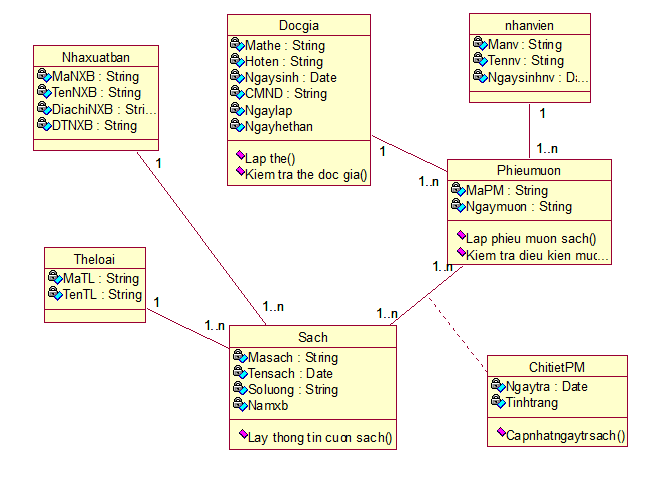 Nhaxuatban
MaNXB : String
TenNXB : String
DiachiNXB : Stri...
DTNXB : String
Docgia
Mathe : String
Hoten : String
Ngaysinh : Date
CMND : String
Ngaylap
Ngayhethan
Lap the()
Kiem tra the doc gia()
nhanvien
Manv : String
Tennv : String
Ngaysinhnv : Da...
1
1
1
1..n
1..n
Phieumuon
MaPM : String
Ngaymuon : String
Lap phieu muon sach()
Kiem tra dieu kien muc...
1..n
Theloai
MaTL : String
TenTL : String
1
1..n
1..n
1..n
Sach
Masach : String
Tensach : Date
Soluong : String
Namxb
Lay thong tin cuon sach()
ChitietPM
Ngaytra : Date
Tinhtrang
Capnhatngaytrsach()